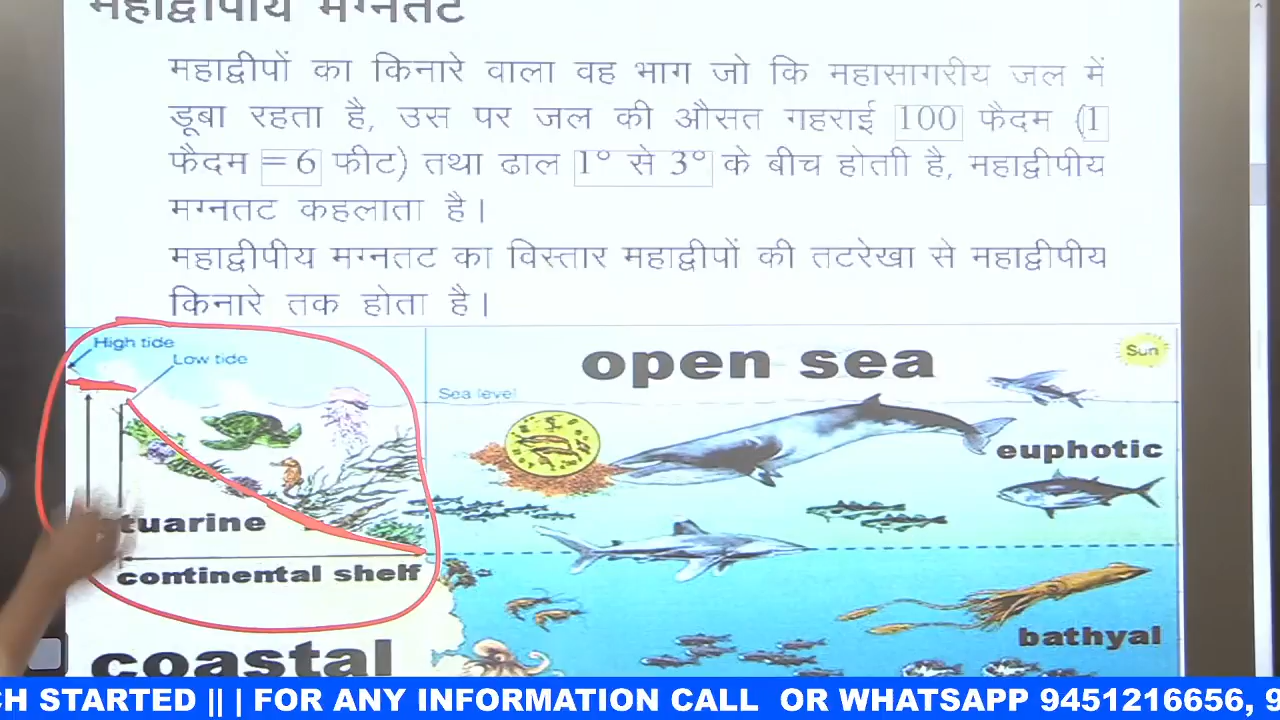 महाद्वीपीय मग्नतट
महाद्वीपों का किनारे वाला वह भाग जो कि महासागरीय जल में
डूबा रहता है, उस पर जल की औसत गहराई 100 फैदम (1
फैदम = 6 फीट) तथा ढाल 1° से 3° के बीच होताी है, महाद्वीपीय
मग्नतट कहलाता है।
महाद्वीपीय मग्नतट का विस्तार महाद्वीपों की तटरेखा से महाद्वीपीय
किनारे तक होता है।
High tide
Low tide
open sea
Sun
Sea level
euphotic
tuarine
continental shelf
bathyal
coastal
CH STARTED || | FOR ANY INFORMATION CALL OR WHATSAPP 9451216656, 9